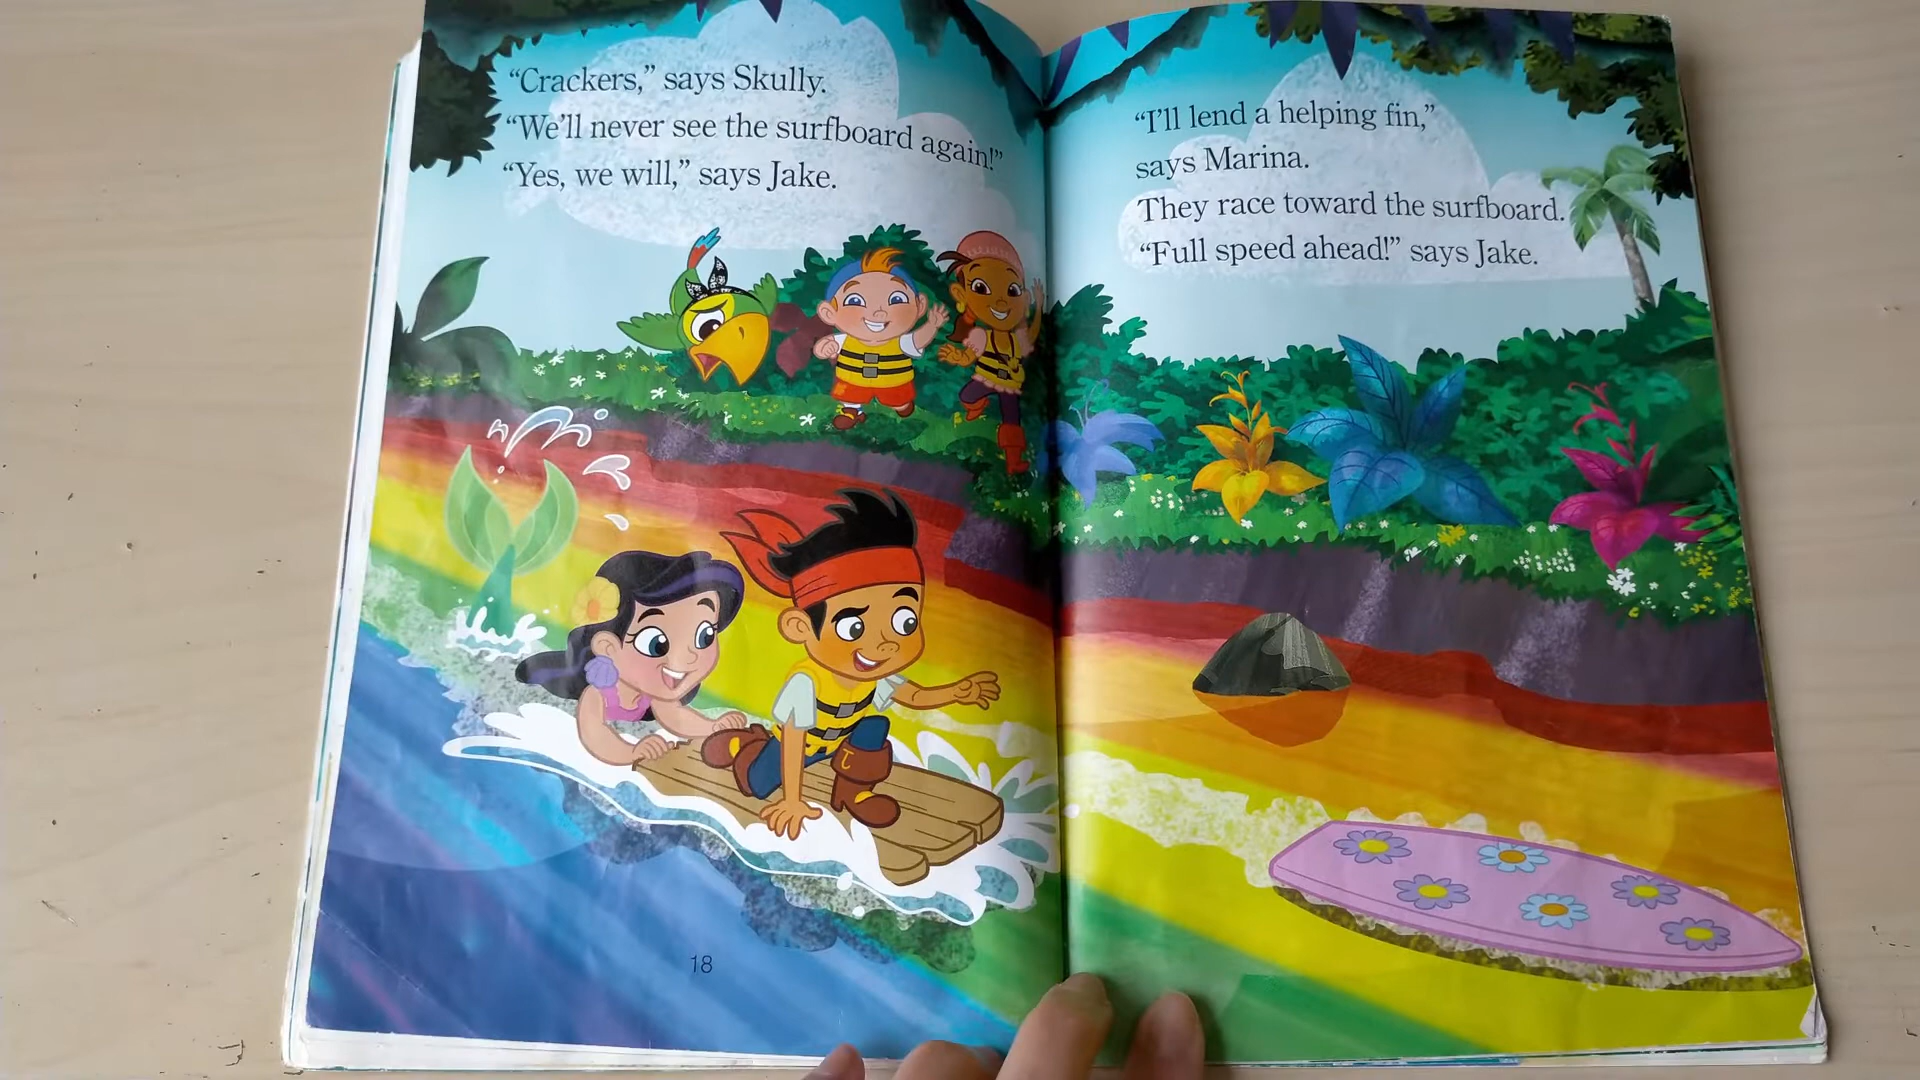 “Crackers,” says Skully.
“We’ll never see the surfboard again!”
“Yes, we will,” says Jake.
18
“I’ll lend a helping fin,”
says Marina.
They race toward the surfboard.
“Full speed ahead!” says Jake.